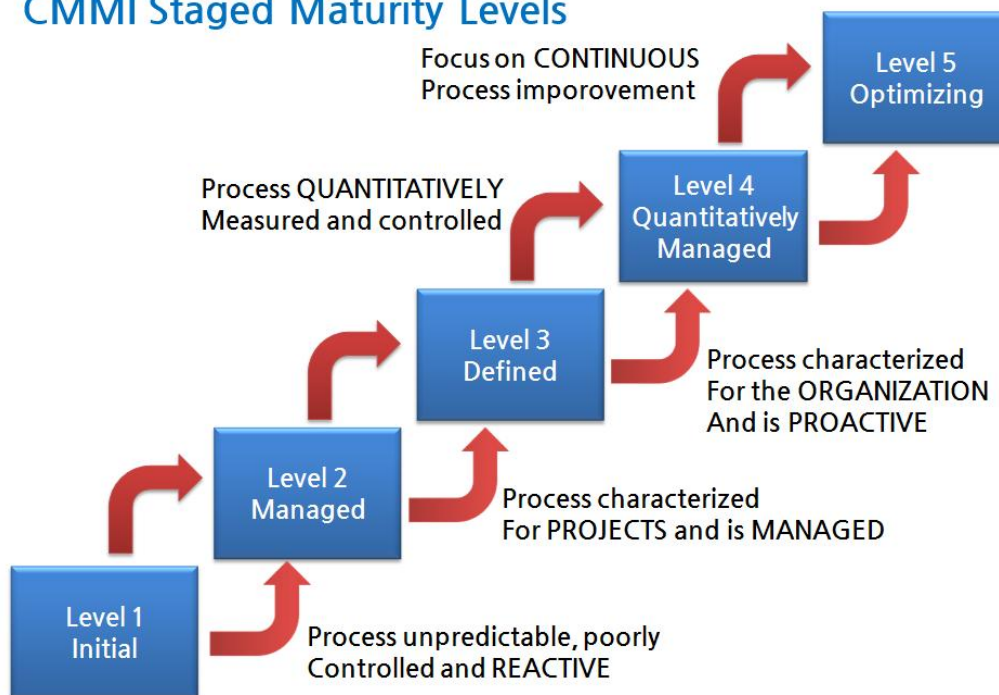 CMMI Staged Maturity Levels
Focus on CONTINUOUS
Process imporovement
Level 5
Optimizing
Process QUANTITATIVELY
Measured and controlled
Level 4
Quantitatively
Managed
Level 3
Defined
Process characterized
For the ORGANIZATION
And is PROACTIVE
Level 2
Managed
Process characterized
For PROJECTS and is MANAGED
Level 1
Initial
Process unpredictable, poorly
Controlled and REACTIVE